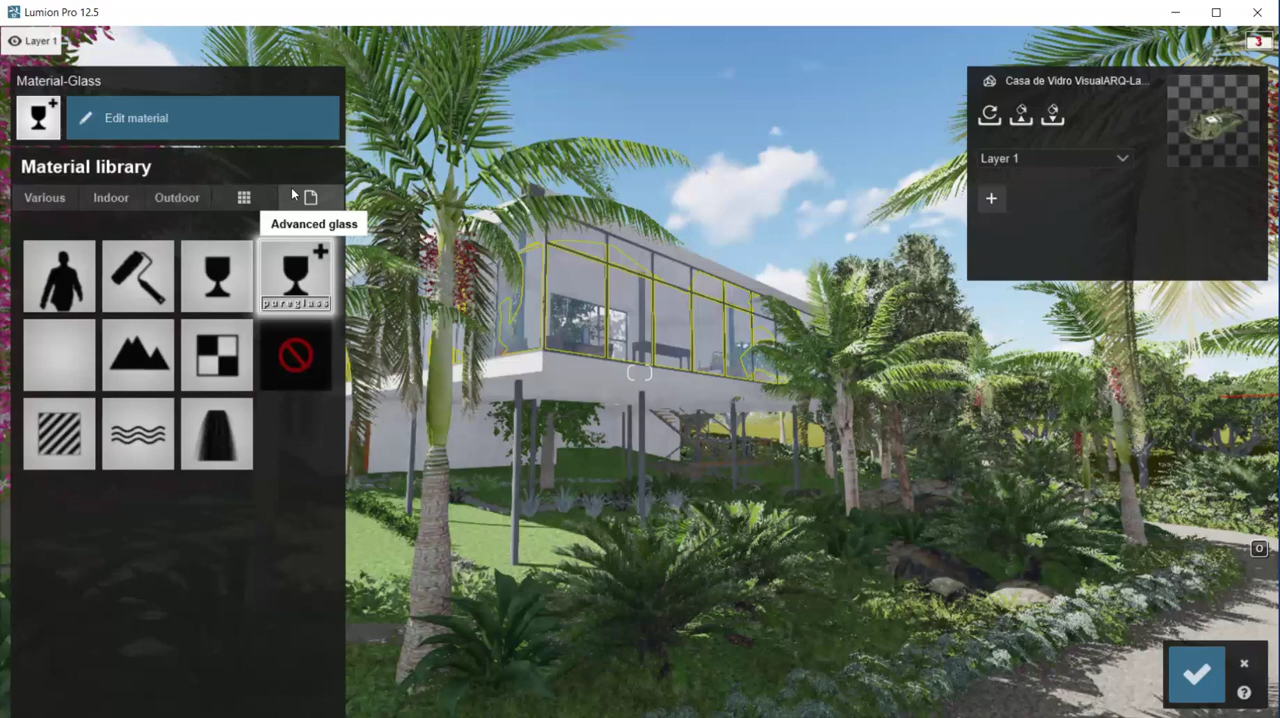 Lumion Pro 12.5
Layer 1
3
Material-Glass
Edit material
Material library
Various
Indoor
Outdoor
Advanced glass
pureglass
Casa de Vidro VisualARQ-La...
Layer 1
+
O
?